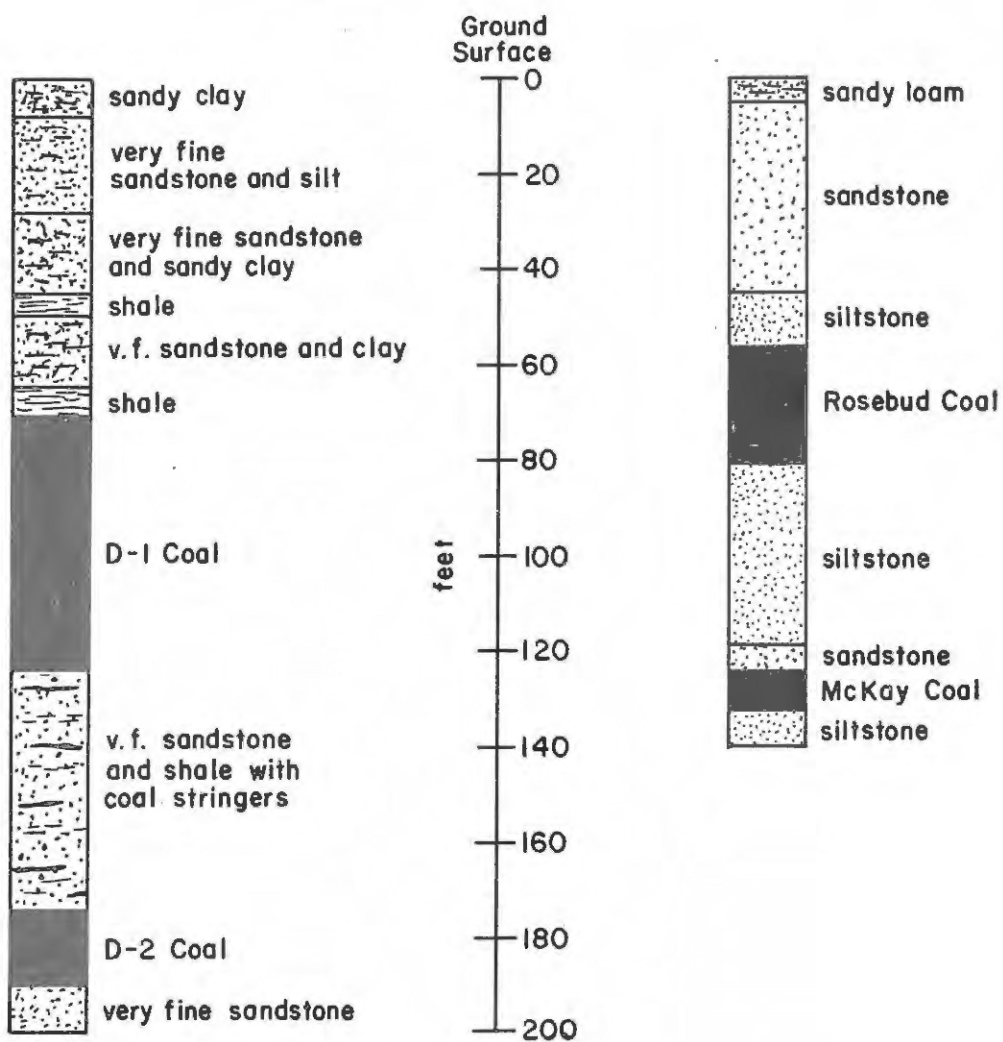 Ground
Surface
sandy clay
very fine
sandstone and silt
very fine sandstone
and sandy clay
shale
v.f. sandstone and clay
shale
D-1 Coal
v.f. sandstone
and shale with
coal stringers
D-2 Coal
very fine sandstone
0
20
40
60
80
100
120
140
160
180
200
feet
sandy loam
sandstone
siltstone
Rosebud Coal
siltstone
sandstone
McKay Coal
siltstone